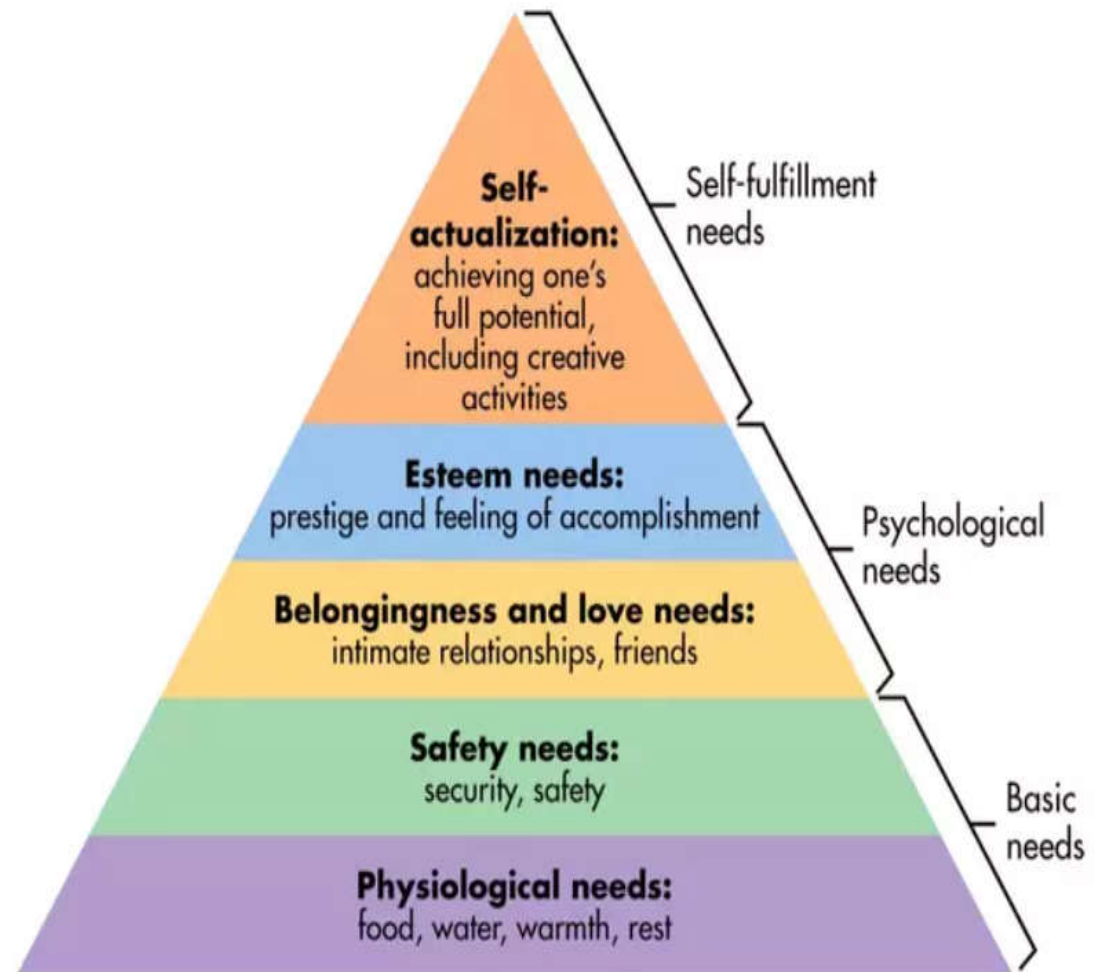 Self-
actualization:
achieving one's
full potential,
including creative
activities
Self-fulfillment
needs
Esteem needs:
prestige and feeling of accomplishment
Psychological
needs
Belongingness and love needs:
intimate relationships, friends
Safety needs:
security, safety
Basic
needs
Physiological needs:
food, water, warmth, rest